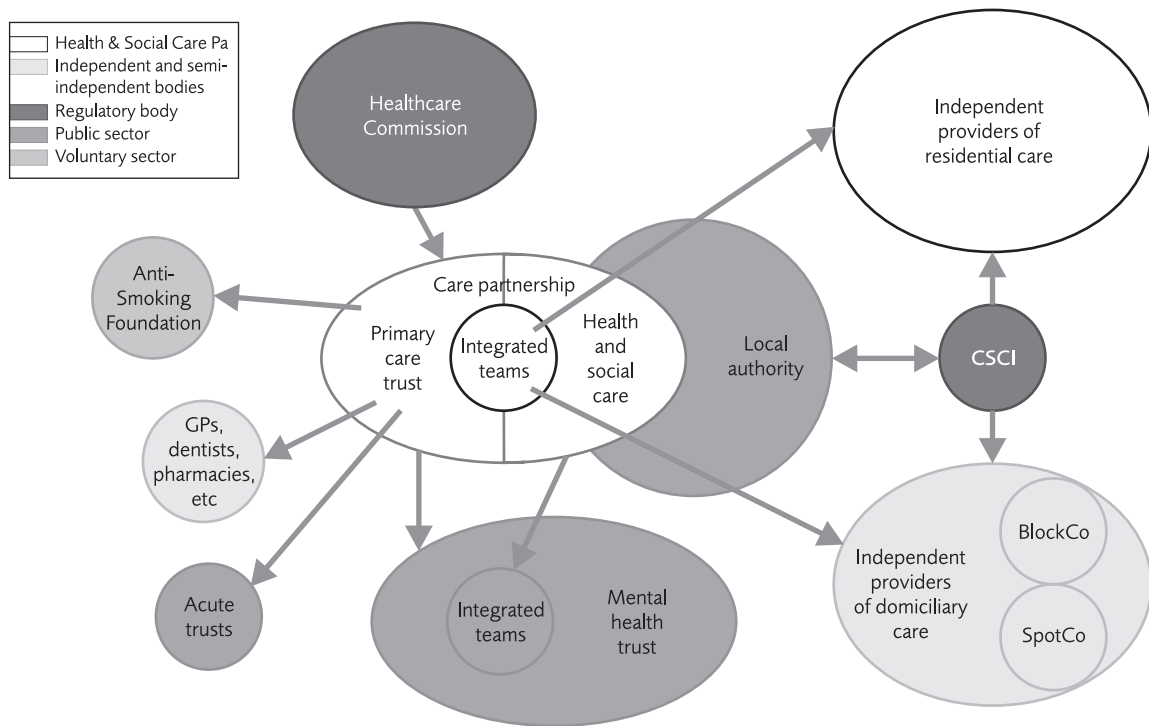 Health & Social Care Pa
Independent and semi-
independent bodies
Regulatory body
Public sector
Voluntary sector
Healthcare
Commission
Independent
providers of
residential care
Anti-
Smoking
Foundation
Care partnership
Primary
care
trust
Integrated
teams
Health
and
social
care
Local
authority
CSCI
GPs,
dentists,
pharmacies,
etc
Acute
trusts
Integrated
teams
Mental
health
trust
Independent
providers
of domiciliary
care
BlockCo
SpotCo